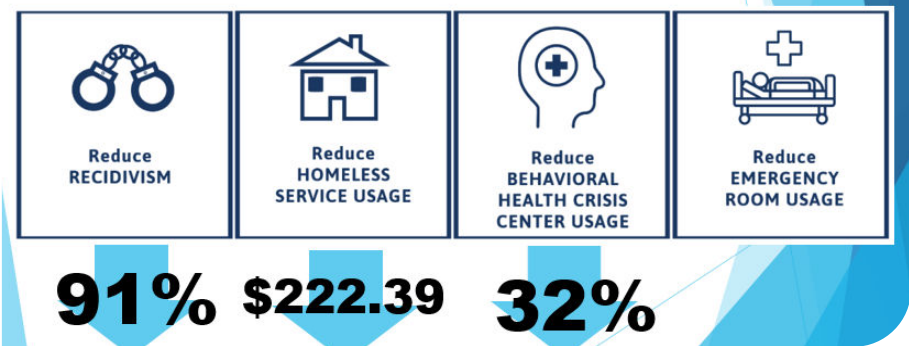 Reduce
RECIDIVISM
Reduce
HOMELESS
SERVICE USAGE
Reduce
BEHAVIORAL
HEALTH CRISIS
CENTER USAGE
Reduce
EMERGENCY
ROOM USAGE
91%
$222.39
32%